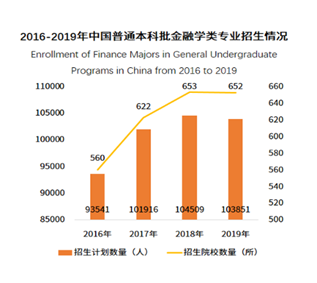 2016-2019年中国普通本科批金融学类专业招生情况
Enrollment of Finance Majors in General Undergraduate
Programs in China from 2016 to 2019
110000
105000
100000
95000
90000
85000
660
640
620
600
580
560
540
520
500
560
622
653
652
93541
101916
104509
103851
2016年
2017年
2018年
2019年
招生计划数量（人）
招生院校数量（所）